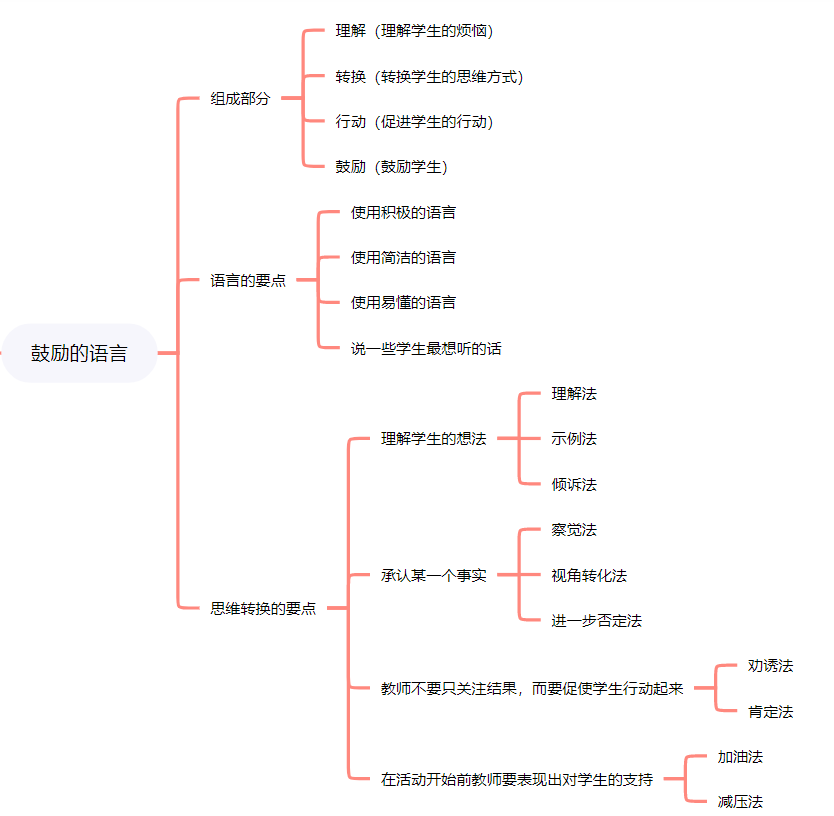 鼓励的语言
组成部分
理解（理解学生的烦恼）
转换（转换学生的思维方式）
行动（促进学生的行动）
鼓励（鼓励学生）
语言的要点
使用积极的语言
使用简洁的语言
使用易懂的语言
说一些学生最想听的话
思维转换的要点
理解学生的想法
理解法
示例法
倾诉法
承认某一个事实
察觉法
视角转化法
进一步否定法
教师不要只关注结果，而要促使学生行动起来
劝诱法
肯定法
在活动开始前教师要表现出对学生的支持
加油法
减压法